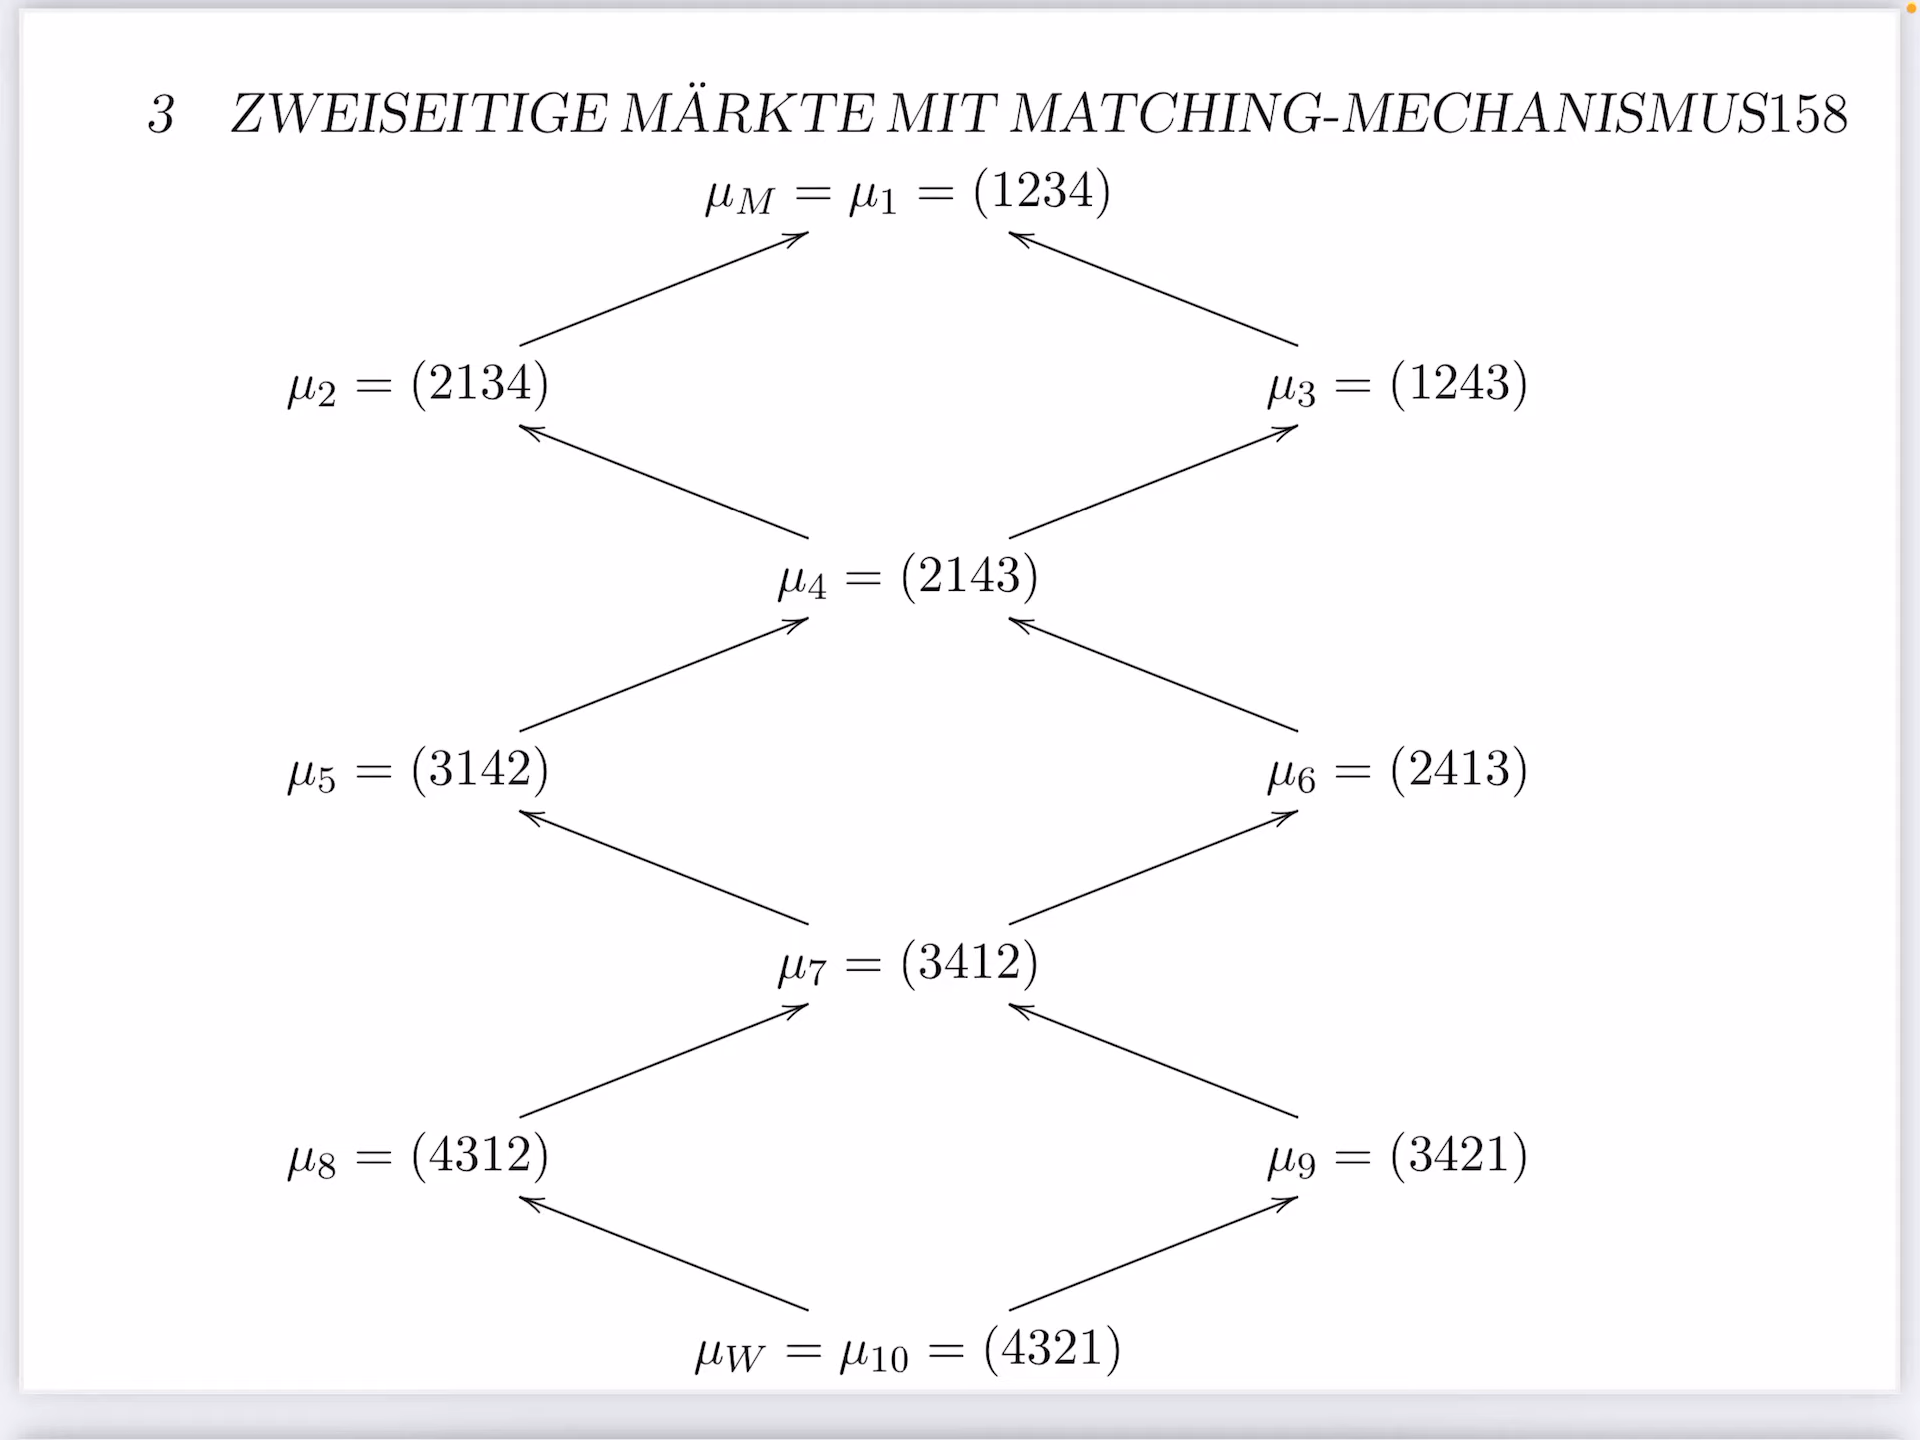 3 ZWEISEITIGE MÄRKTE MIT MATCHING-MECHANISMUS158
μ_M = μ_1 = (1234)
μ_2 = (2134)
μ_3 = (1243)
μ_4 = (2143)
μ_5 = (3142)
μ_6 = (2413)
μ_7 = (3412)
μ_8 = (4312)
μ_9 = (3421)
μ_W = μ_10 = (4321)